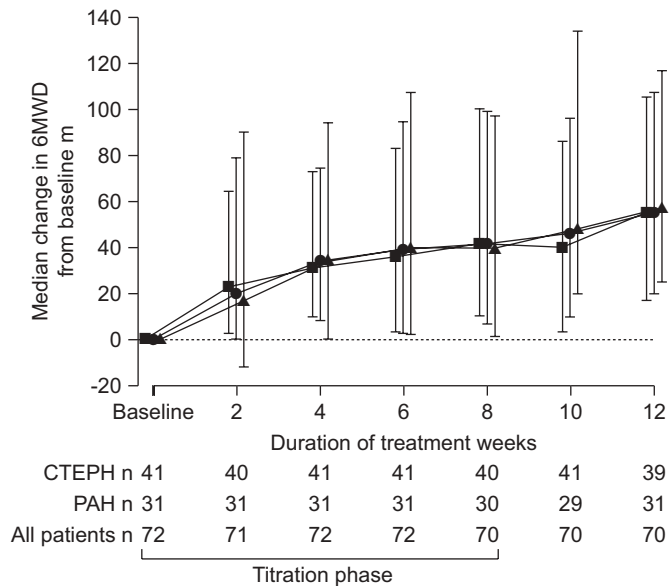 140
120
100
80
60
40
20
0
-20
Median change in 6MWD
from baseline m
Baseline 2 4 6 8 10 12
Duration of treatment weeks
CTEPH n 41 40 41 41 40 41 39
PAH n 31 31 31 31 30 29 31
All patients n 72 71 72 72 70 70 70
Titration phase